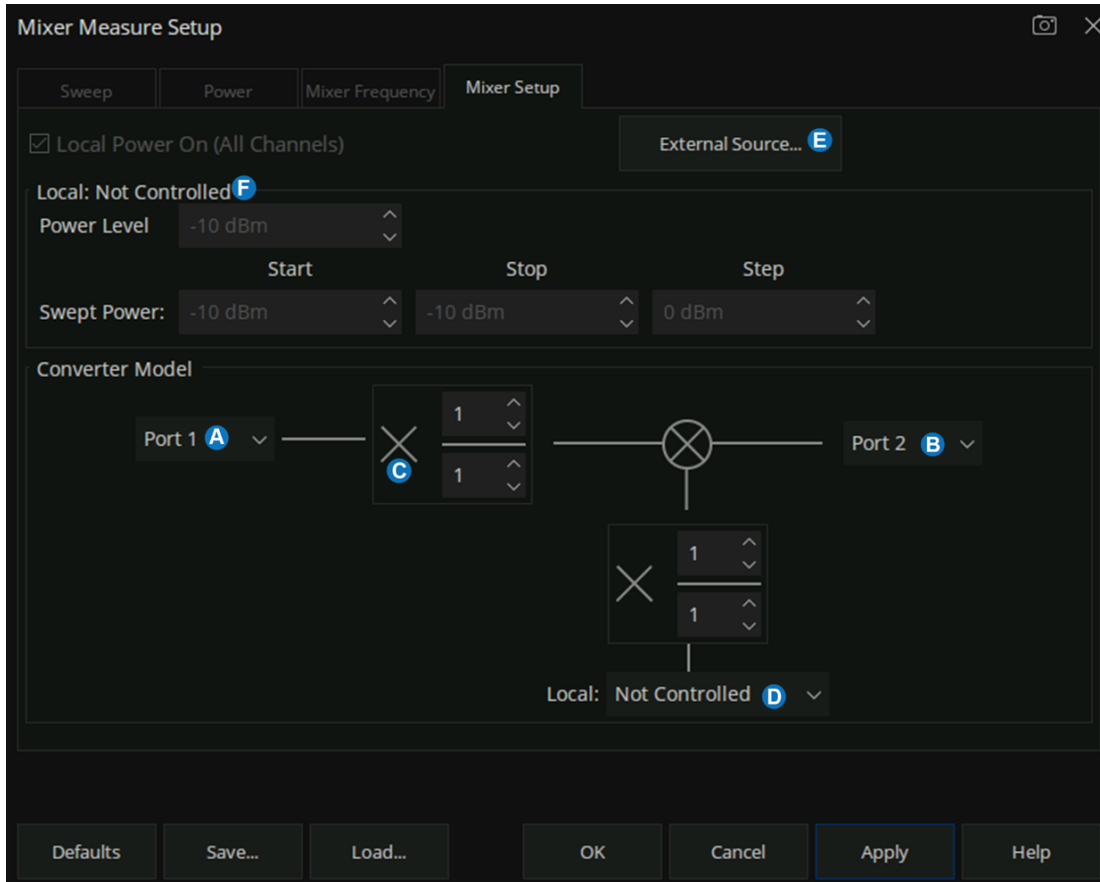 Mixer Measure Setup
Sweep Power Mixer Frequency Mixer Setup
Local Power On (All Channels)
External Source... E
Local: Not Controlled F
Power Level -10 dBm
Start Stop Step
Swept Power: -10 dBm -10 dBm 0 dBm
Converter Model
Port 1 A
1
C
1
Port 2 B
1
1
Local: Not Controlled D
Defaults Save... Load... OK Cancel Apply Help